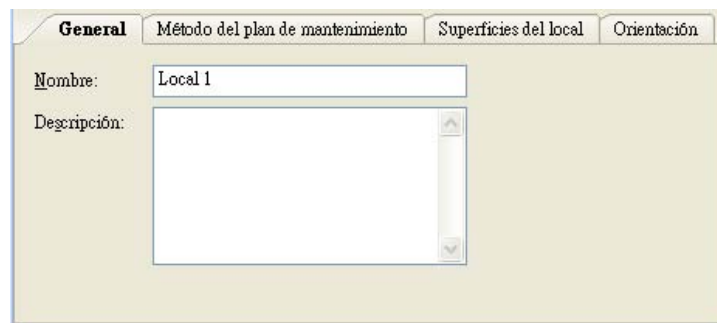 General Método del plan de mantenimiento Superficies del local Orientación
Nombre: Local 1
Descripción: